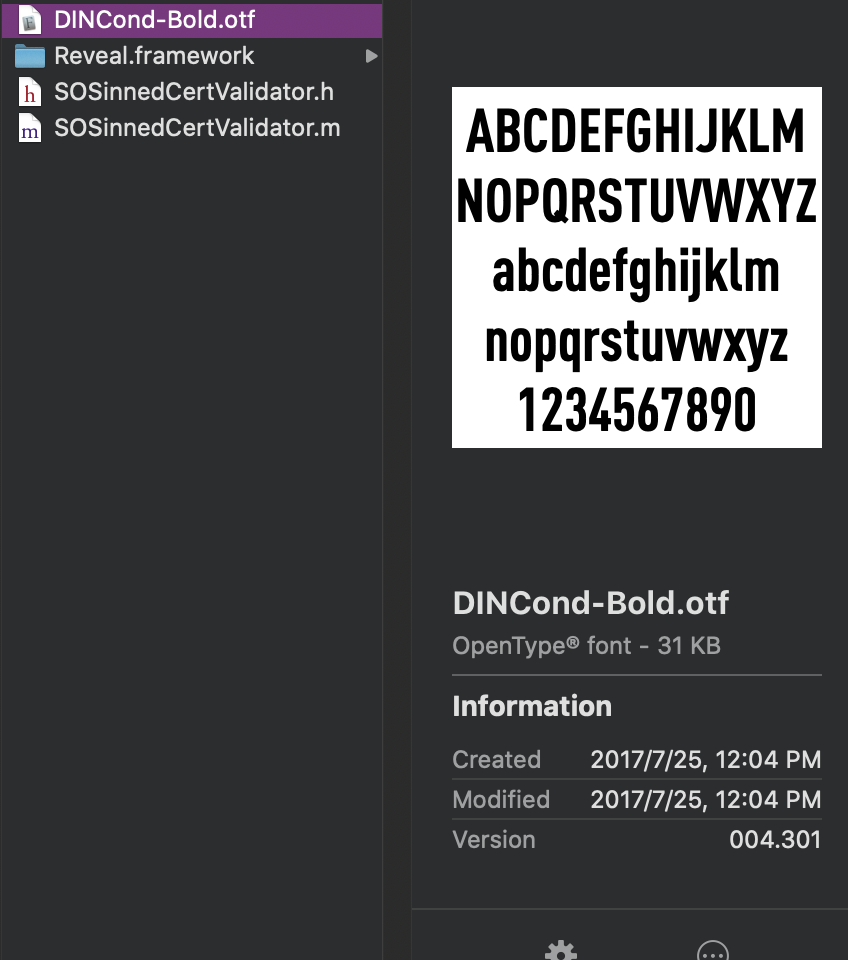 DINCond-Bold.otf
Reveal.framework
h SOSinnedCertValidator.h
m SOSinnedCertValidator.m
ABCDEFGHIJKLM
NOPQRSTUVWXYZ
abcdefghijklm
nopqrstuvwxyz
1234567890
DINCond-Bold.otf
OpenType® font - 31 KB
Information
Created 2017/7/25, 12:04 PM
Modified 2017/7/25, 12:04 PM
Version 004.301